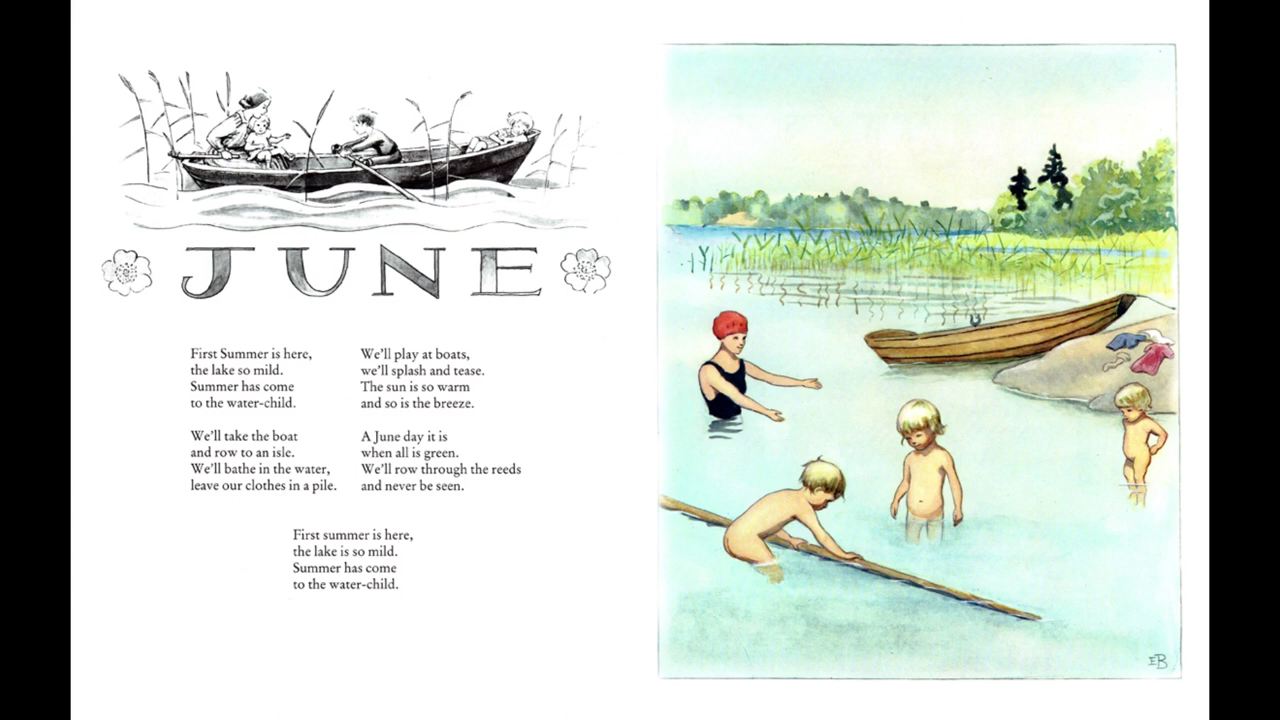 JUNE
First Summer is here,
the lake so mild.
Summer has come
to the water-child.
We'll take the boat
and row to an isle.
We'll bathe in the water,
leave our clothes in a pile.
We'll play at boats,
we'll splash and tease.
The sun is so warm
and so is the breeze.
A June day it is
when all is green.
We'll row through the reeds
and never be seen.
First summer is here,
the lake is so mild.
Summer has come
to the water-child.
EB